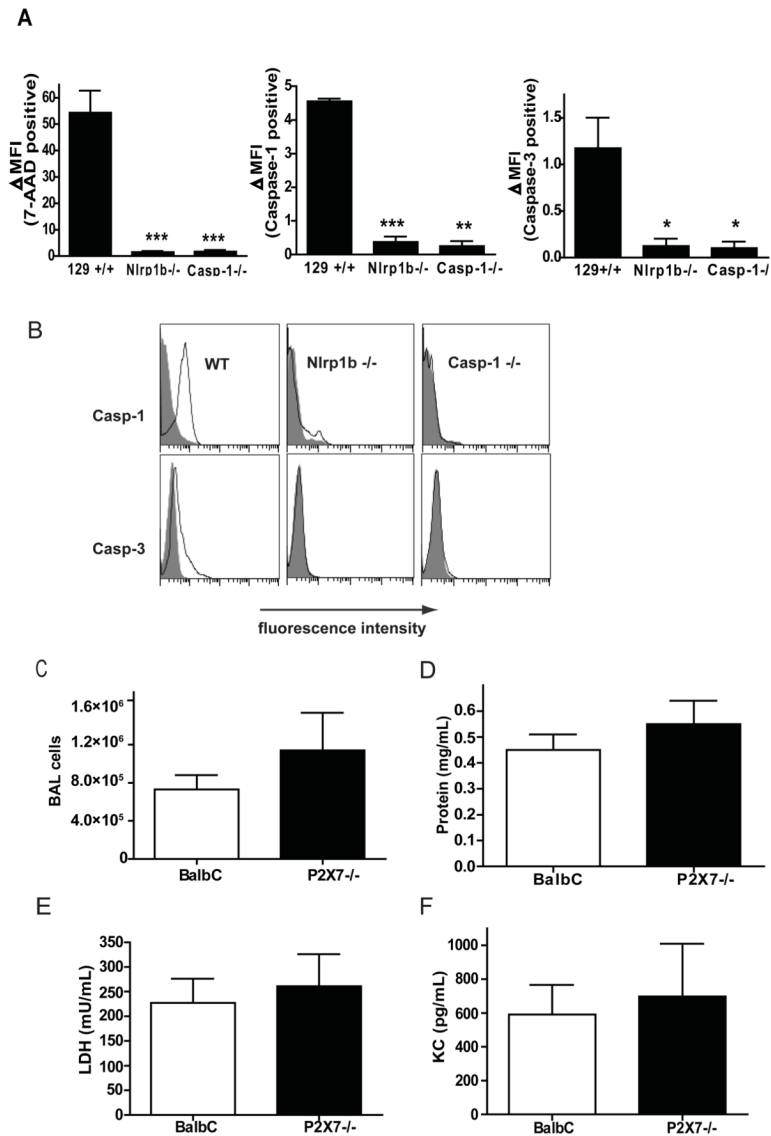 A
ΔMFI
(7-AAD positive)
60
50
40
30
20
10
0
***
***
129 +/+
Nlrp1b-/-
Casp-1-/-
ΔMFI
(Caspase-1 positive)
5
4
3
2
1
0
***
**
129 +/+
Nlrp1b-/-
Casp-1-/-
ΔMFI
(Caspase-3 positive)
1.5
1.0
0.5
0.0
*
*
129+/+
Nlrp1b-/-
Casp-1-/
B
WT
Nlrp1b -/-
Casp-1 -/-
Casp-1
Casp-3
fluorescence intensity
C
BAL cells
1.6×10⁶
1.2×10⁶
8.0×10⁵
4.0×10⁵
0
BalbC
P2X7-/-
D
Protein (mg/mL)
0.6
0.5
0.4
0.3
0.2
0.1
0.0
BalbC
P2X7-/-
E
LDH (mU/mL)
350
300
250
200
150
100
50
0
BalbC
P2X7-/-
F
KC (pg/mL)
1000
800
600
400
200
0
BalbC
P2X7-/-